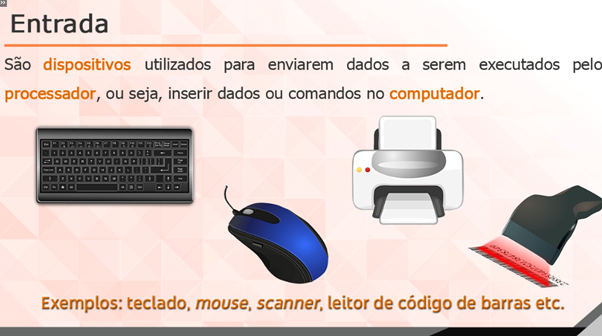 Entrada
São dispositivos utilizados para enviarem dados a serem executados pelo
processador, ou seja, inserir dados ou comandos no computador.
Exemplos: teclado, mouse, scanner, leitor de código de barras etc.